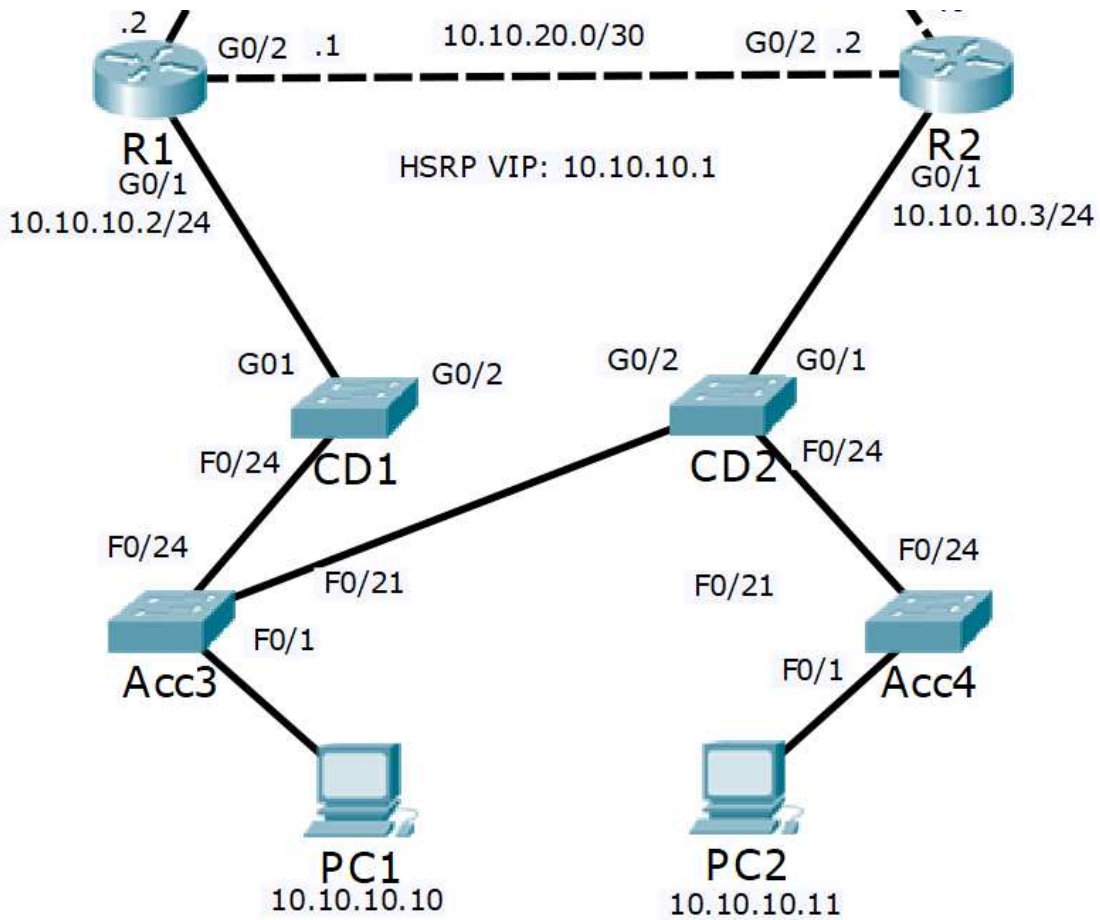 .2
G0/2 .1
10.10.20.0/30
G0/2 .2
R1
R2
HSRP VIP: 10.10.10.1
G0/1
10.10.10.2/24
G0/1
10.10.10.3/24
G01
G0/2
G0/2
G0/1
F0/24
CD1
CD2
F0/24
F0/24
F0/21
F0/21
F0/24
F0/1
Acc3
F0/1
Acc4
PC1
10.10.10.10
PC2
10.10.10.11